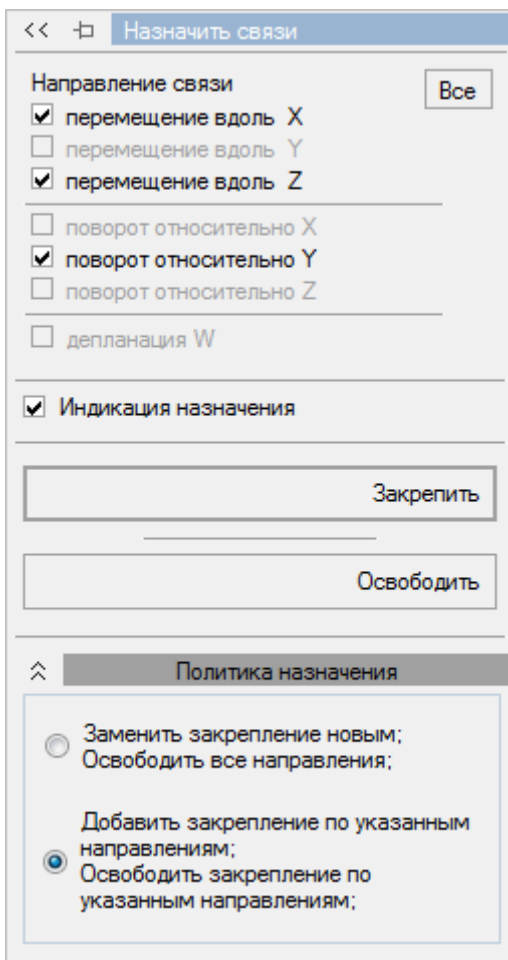 << Назначить связи
Направление связи
Все
перемещение вдоль X
перемещение вдоль Y
перемещение вдоль Z
поворот относительно X
поворот относительно Y
поворот относительно Z
депланация W
Индикация назначения
Закрепить
Освободить
Политика назначения
Заменить закрепление новым;
Освободить все направления;
Добавить закрепление по указанным
направлениям;
Освободить закрепление по
указанным направлениям;